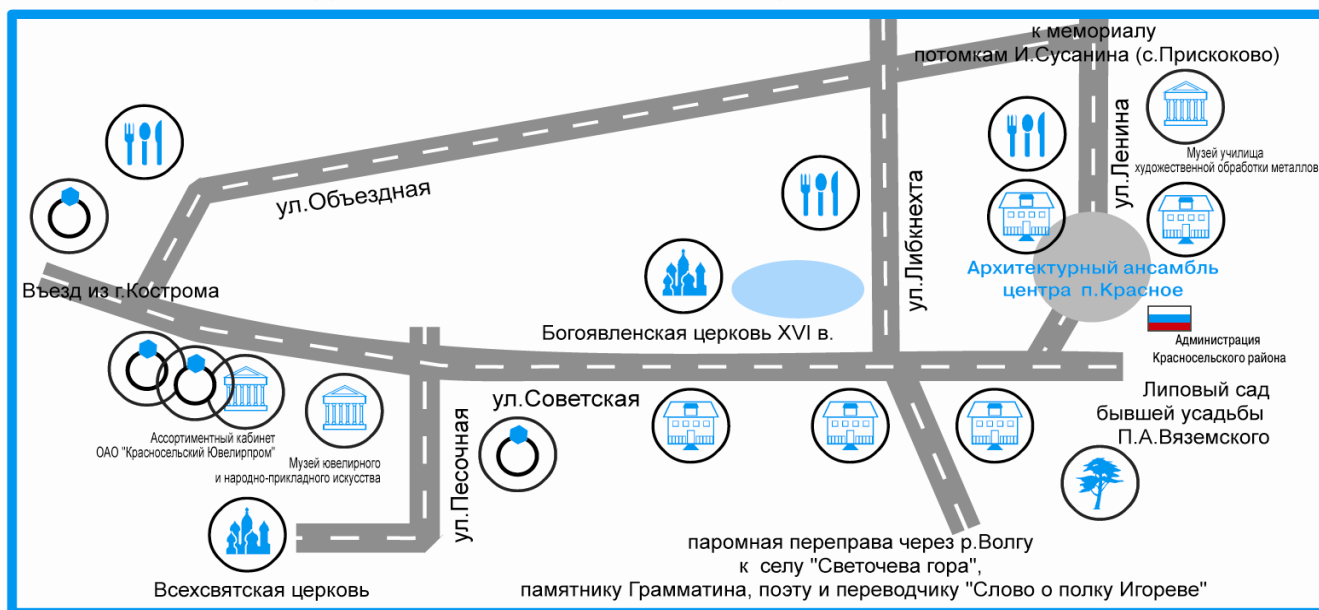 к мемориалу
потомкам И.Сусанина (с.Прискоково)
Музей училища
художественной обработки металлов
ул.Ленина
ул.Объездная
ул.Либкнехта
Архитектурный ансамбль
центра п.Красное
Въезд из г.Кострома
Богоявленская церковь XVI в.
Администрация
Красносельского района
Липовый сад
бывшей усадьбы
П.А.Вяземского
ул.Советская
Ассортиментный кабинет
ОАО "Красносельский Ювелирпром"
Музей ювелирного
и народно-прикладного искусства
ул.Песочная
Всехсвятская церковь
паромная переправа через р.Волгу
к селу "Светочева гора",
памятнику Грамматина, поэту и переводчику "Слово о полку Игореве"